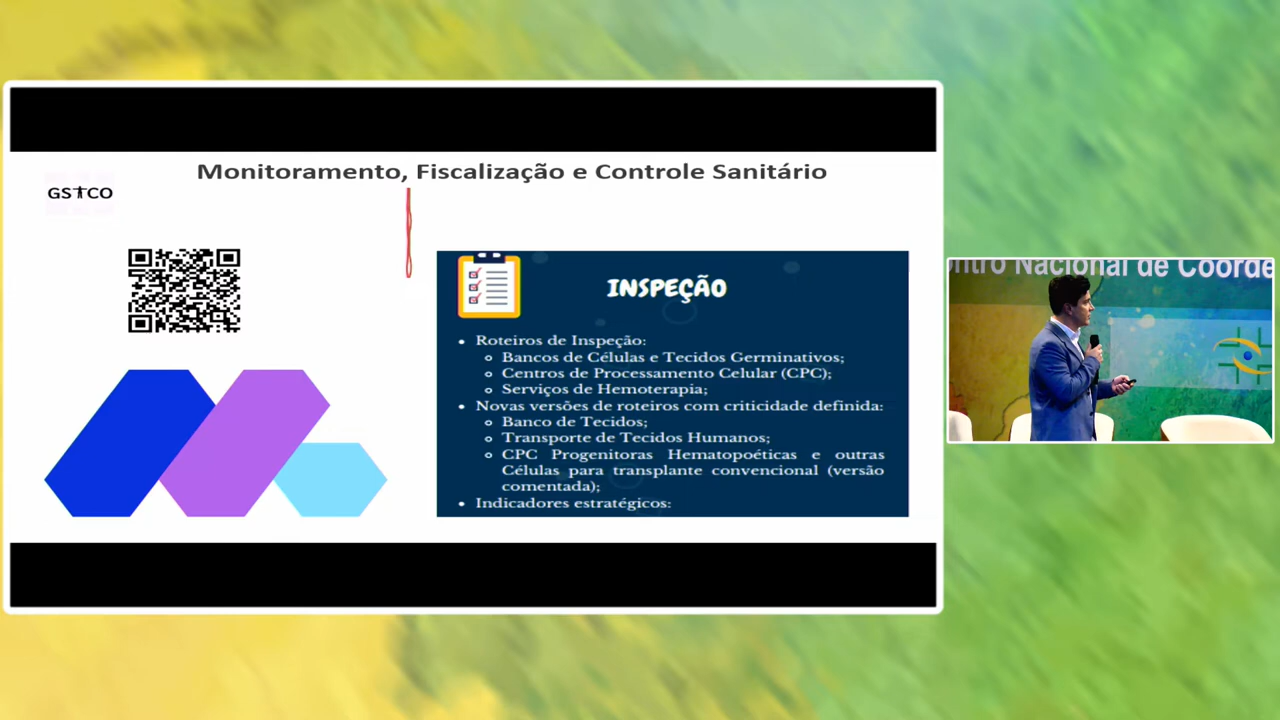 Monitoramento, Fiscalização e Controle Sanitário
GSTCO
INSPEÇÃO
• Roteiros de Inspeção:
Bancos de Células e Tecidos Germinativos;
Centros de Processamento Celular (CPC);
Serviços de Hemoterapia;
• Novas versões de roteiros com criticidade definida:
Banco de Tecidos;
Transporte de Tecidos Humanos;
CPC Progenitoras Hematopoéticas e outras
Células para transplante convencional (versão
comentada);
• Indicadores estratégicos:
Nacional de